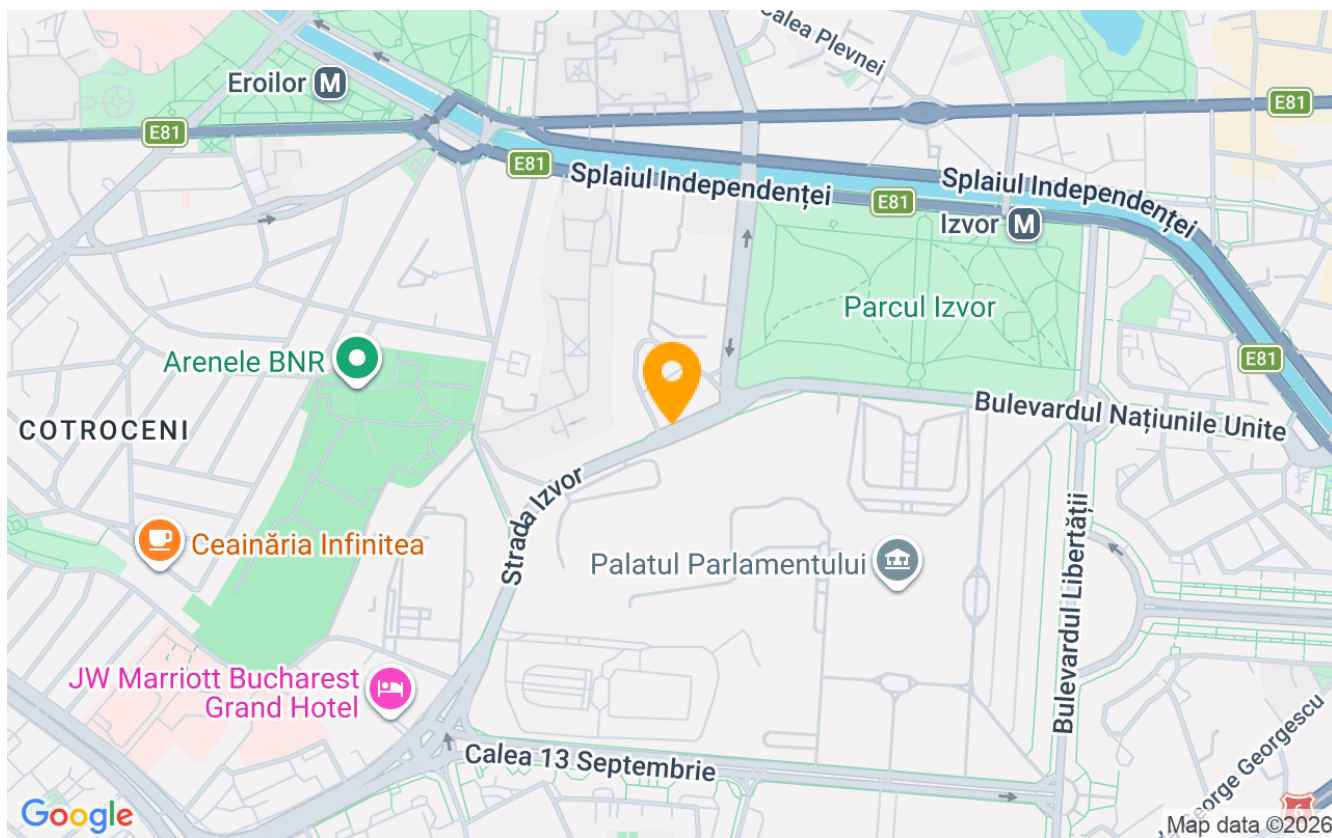 Calea Plevnei
Eroilor M
E81
E81
E81
Splaiul Independenței
E81
Splaiul Independenței
Izvor M
Parcul Izvor
E81
Arenele BNR
COTROCENI
Bulevardul Națiunile Unite
Strada Izvor
Ceainăria Infinitea
Palatul Parlamentului
Bulevardul Libertății
JW Marriott Bucharest
Grand Hotel
Calea 13 Septembrie
George Georgescu
Google
Map data ©2026